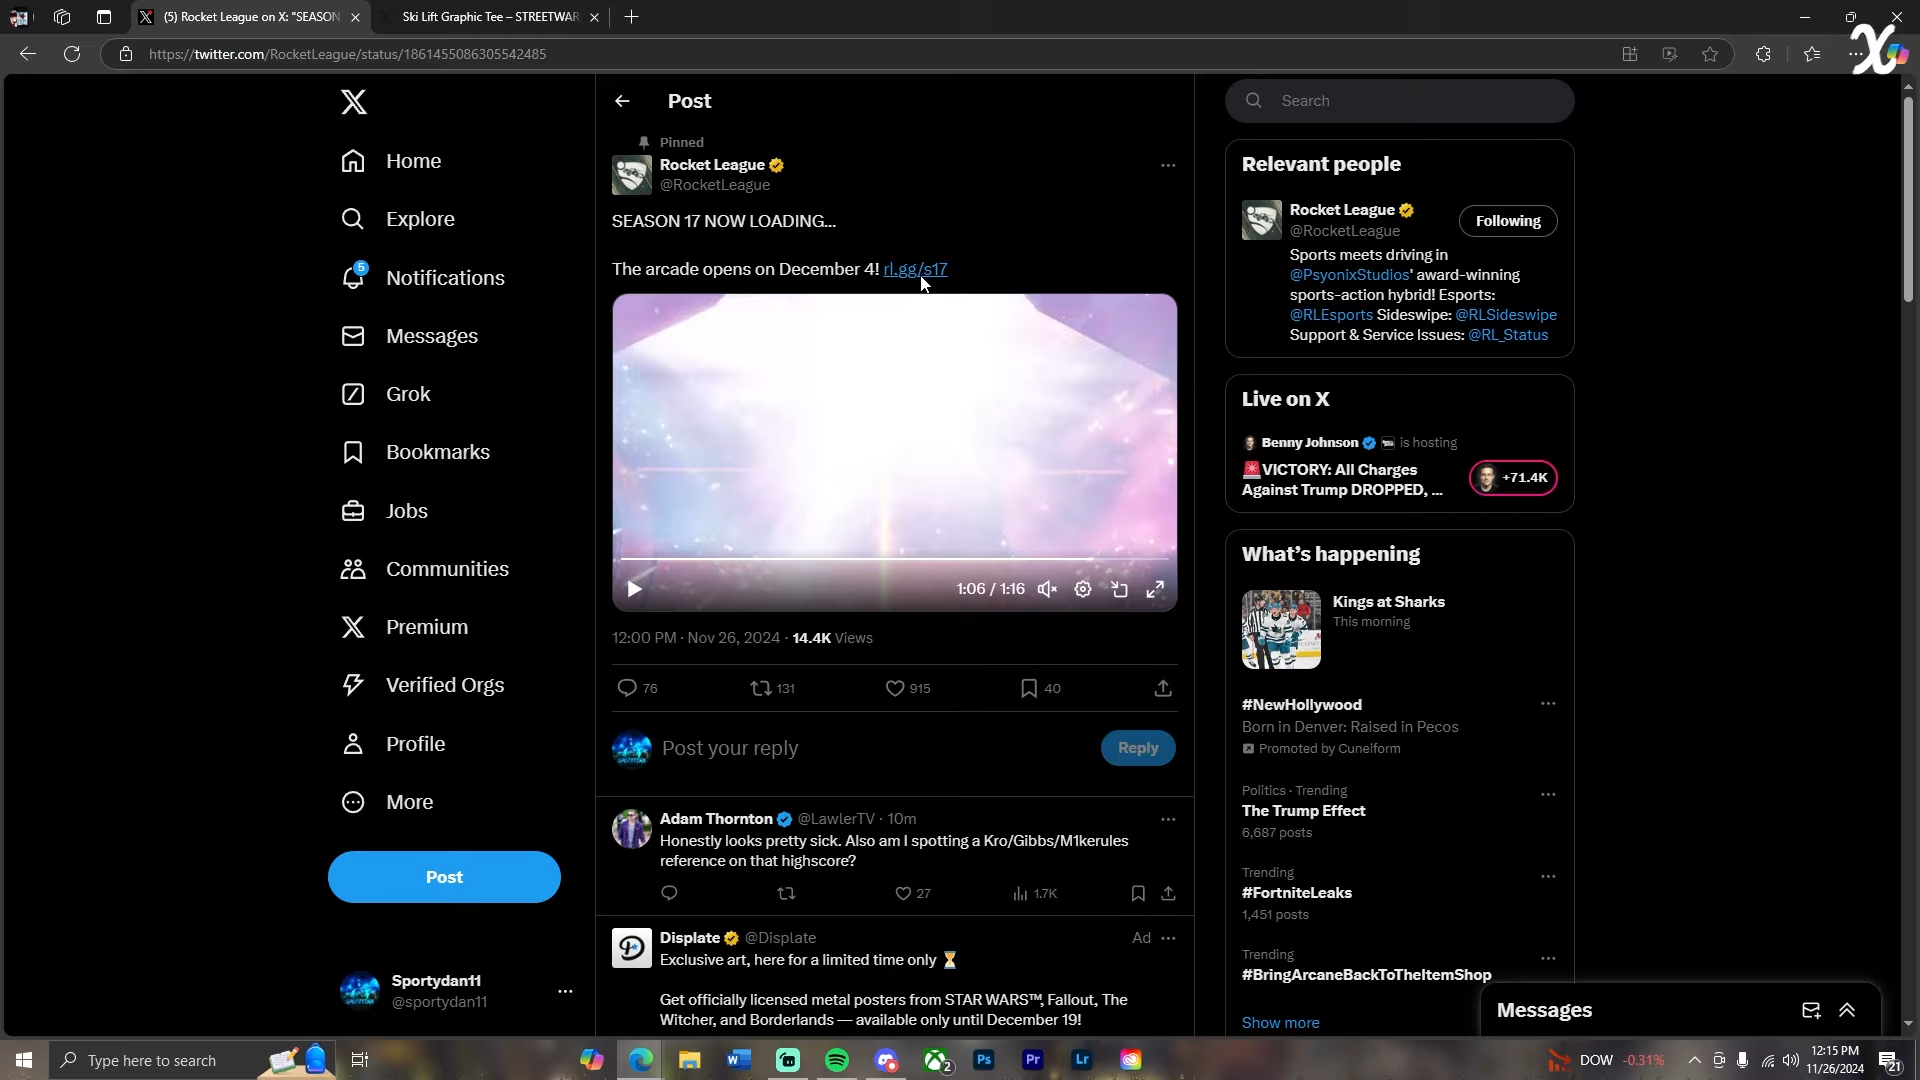 (5) Rocket League on X: "SEASON
Ski Lift Graphic Tee – STREETWAR
https://twitter.com/RocketLeague/status/1861455086305542485
Home
Explore
5
Notifications
Messages
Grok
Bookmarks
Jobs
Communities
Premium
Verified Orgs
Profile
More
Post
Sportydan11
@sportydan11
Post
Pinned
Rocket League
@RocketLeague
SEASON 17 NOW LOADING...
The arcade opens on December 4! rl.gg/s17
1:06 / 1:16
12:00 PM · Nov 26, 2024 · 14.4K Views
76
131
915
40
Post your reply
Reply
Adam Thornton @LawlerTV · 10m
Honestly looks pretty sick. Also am I spotting a Kro/Gibbs/M1kerules
reference on that highscore?
27
1.7K
Displate @Displate
Ad
Exclusive art, here for a limited time only ⏳
Get officially licensed metal posters from STAR WARS™, Fallout, The
Witcher, and Borderlands — available only until December 19!
Search
Relevant people
Rocket League
@RocketLeague
Following
Sports meets driving in
@PsyonixStudios' award-winning
sports-action hybrid! Esports:
@RLEsports Sideswipe: @RLSideswipe
Support & Service Issues: @RL_Status
Live on X
Benny Johnson is hosting
🚨VICTORY: All Charges
Against Trump DROPPED, ...
+71.4K
What's happening
Kings at Sharks
This morning
#NewHollywood
Born in Denver: Raised in Pecos
Promoted by Cuneiform
Politics · Trending
The Trump Effect
6,687 posts
Trending
#FortniteLeaks
1,451 posts
Trending
#BringArcaneBackToTheItemShop
Show more
Messages
Type here to search
2
Ps
Pr
Lr
DOW -0.31%
12:15 PM
11/26/2024
21